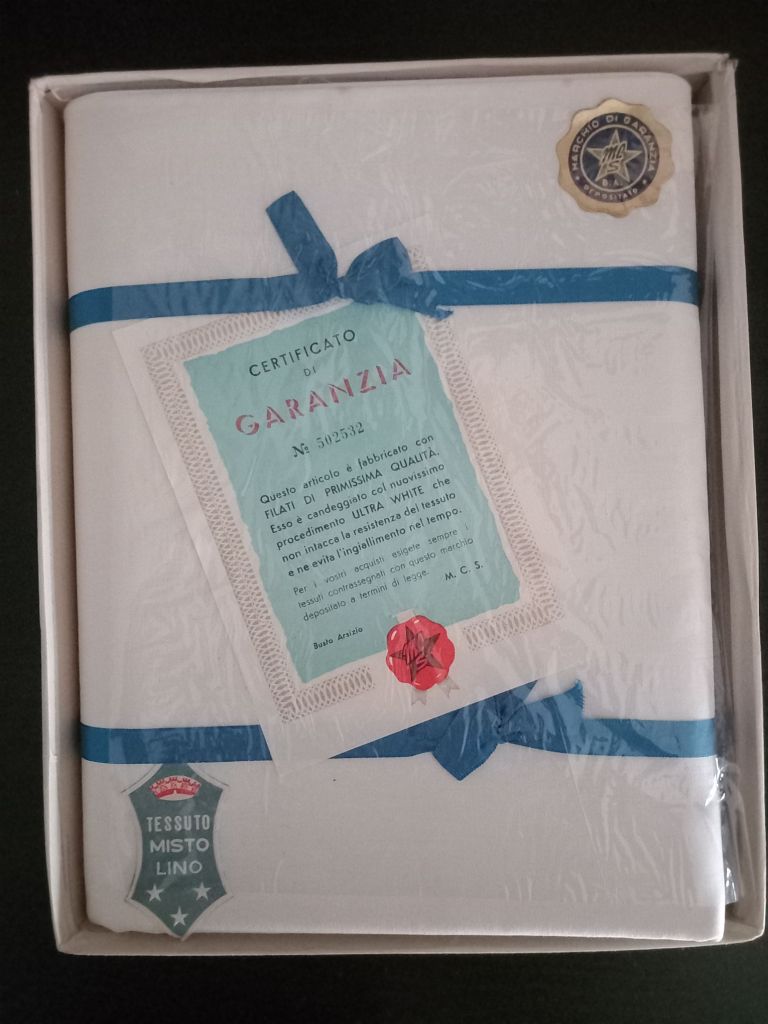 MARCHIO DI GARANZIA
MCS
B.A.
DEPOSITATO
CERTIFICATO
DI
GARANZIA
№ 502532
Questo articolo è fabbricato con
FILATI DI PRIMISSIMA QUALITÀ.
Esso è candeggiato col nuovissimo
procedimento ULTRA WHITE che
non intacca la resistenza del tessuto
e ne evita l'ingiallimento nel tempo.
Per i vostri acquisti esigete sempre i
tessuti contrassegnati con questo marchio
depositato a termini di legge.
M. C. S.
Busto Arsizio
MCS
TESSUTO
MISTO
LINO